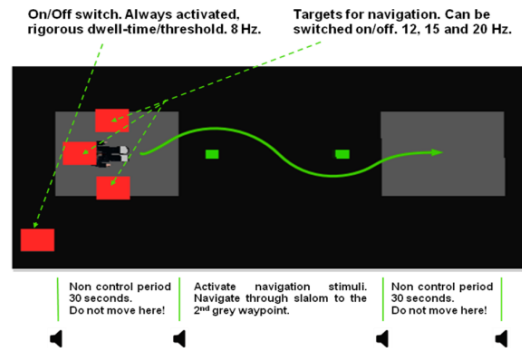 On/Off switch. Always activated,
rigorous dwell-time/threshold. 8 Hz.
Targets for navigation. Can be
switched on/off. 12, 15 and 20 Hz.
Non control period
30 seconds.
Do not move here!
Activate navigation stimuli.
Navigate through slalom to the
2nd grey waypoint.
Non control period
30 seconds.
Do not move here!